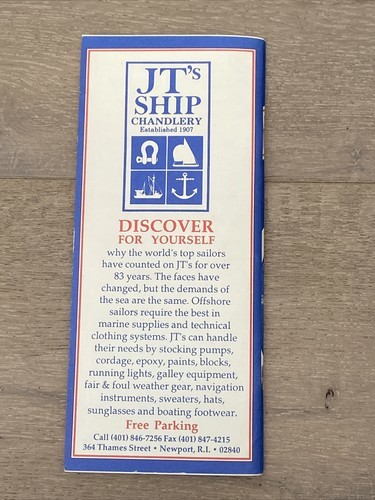 JT's
SHIP
CHANDLERY
Established 1907
DISCOVER
FOR YOURSELF
why the world's top sailors
have counted on JT's for over
83 years. The faces have
changed, but the demands of
the sea are the same. Offshore
sailors require the best in
marine supplies and technical
clothing systems. JT's can handle
their needs by stocking pumps,
cordage, epoxy, paints, blocks,
running lights, galley equipment,
fair & foul weather gear, navigation
instruments, sweaters, hats,
sunglasses and boating footwear.
Free Parking
Call (401) 846-7256 Fax (401) 847-4215
364 Thames Street • Newport, R.I. • 02840